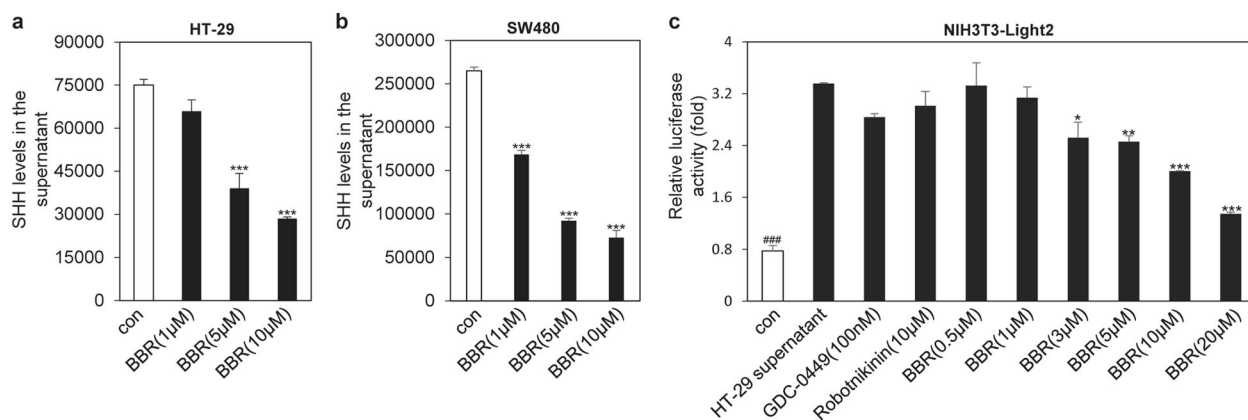 a
HT-29
SHH levels in the
supernatant
90000
75000
60000
45000
30000
15000
0
***
***
con
BBR(1µM)
BBR(5µM)
BBR(10µM)
b
SW480
SHH levels in the
supernatant
300000
250000
200000
150000
100000
50000
0
***
***
***
con
BBR(1µM)
BBR(5µM)
BBR(10µM)
c
NIH3T3-Light2
Relative luciferase
activity (fold)
4
3.2
2.4
1.6
0.8
0
###
*
**
***
***
con
HT-29 supernatant
GDC-0449(100nM)
Robotnikinin(10µM)
BBR(0.5µM)
BBR(1µM)
BBR(3µM)
BBR(5µM)
BBR(10µM)
BBR(20µM)